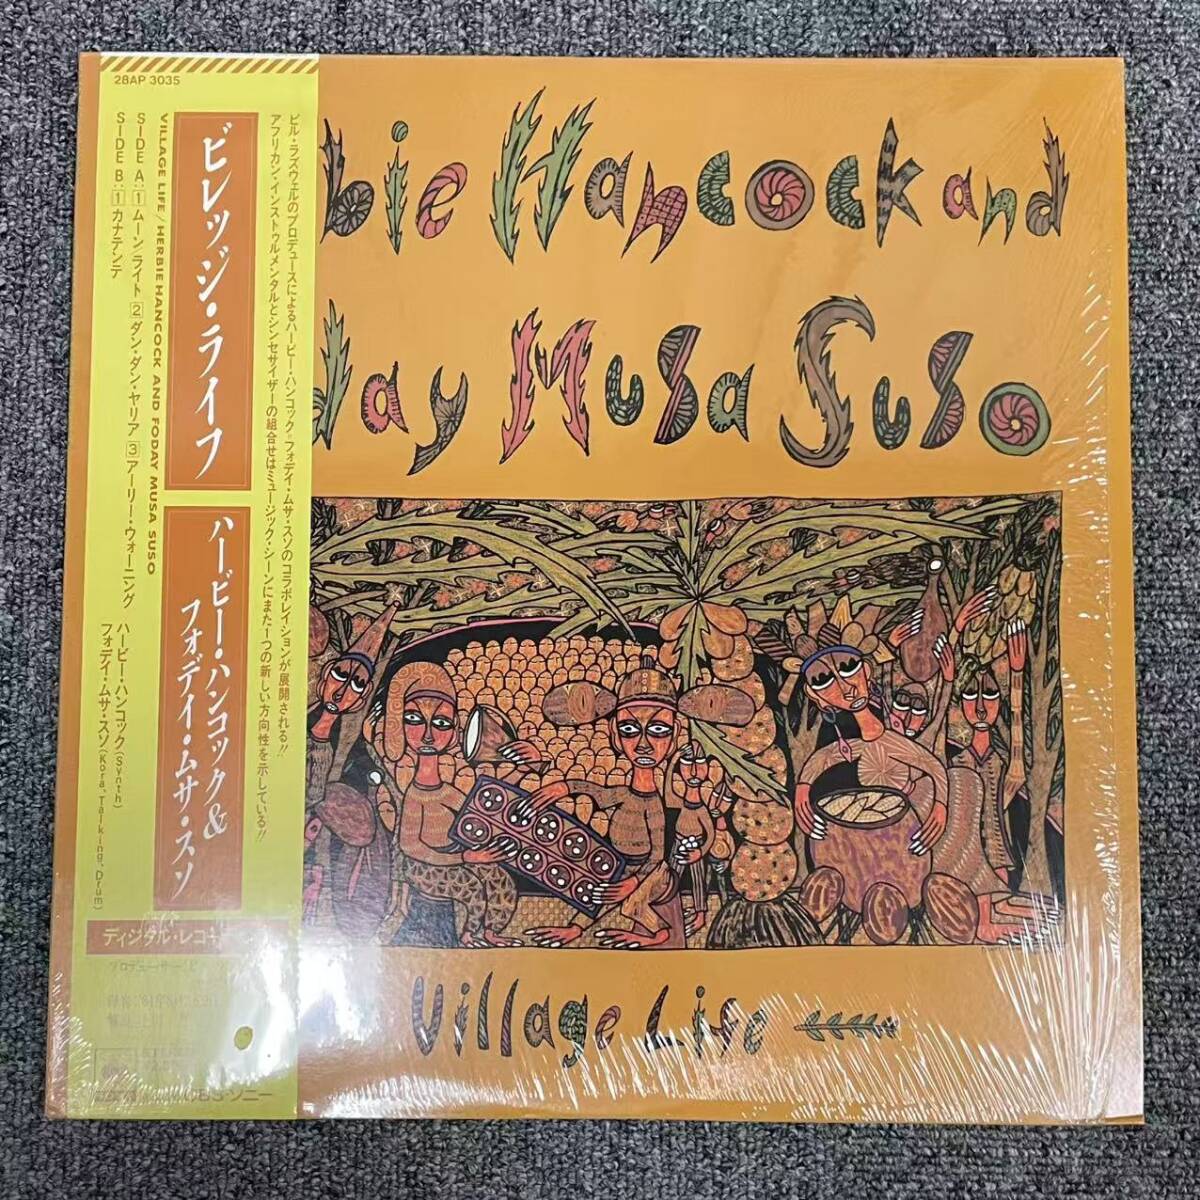 28AP 3035
ビル・ラズウェルのプロデュースによるハービー・ハンコック=フォデイ・ムサ・スソのコラボレイションが展開される!!
アフリカン・インストゥルメンタルとシンセサイザーの組合せはミュージック・シーンにまた1つの新しい方向性を示している!!
ビレッジ・ライフ
ハービー・ハンコック&
フォデイ・ムサ・スソ
VILLAGE LIFE / HERBIE HANCOCK AND FODAY MUSA SUSO
SIDE A: 1 ムーン/ライト 2 ダン・ダン・ヤリア 3 アーリー・ウォーニング
SIDE B: 1 カナテンテ
ハービー・ハンコック(Synth)
フォデイ・ムサ・スソ(Kora, Talking, Drum)
ディジタル・レコ
プロデューサー/ビ
CBS・ソニー
bie Hancock and
day Musa Suso
Village Life